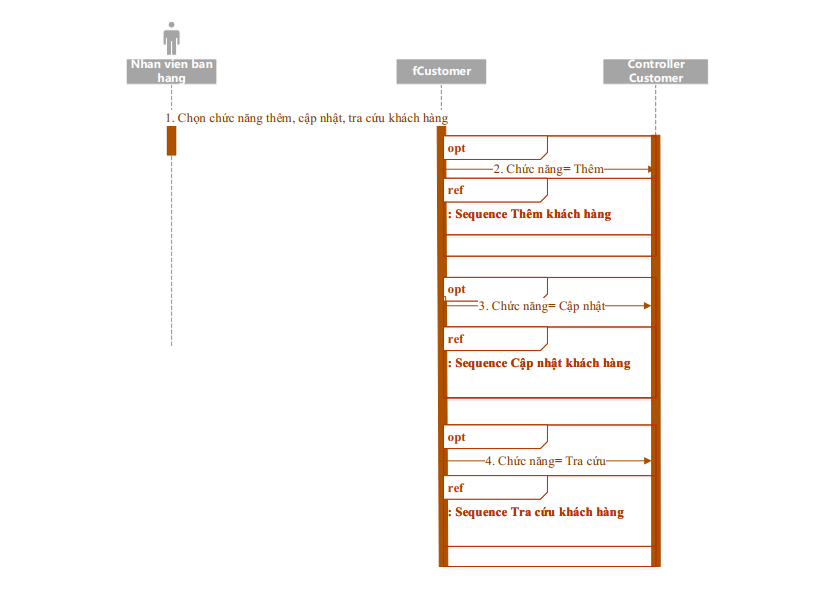 Nhan vien ban
hang
fCustomer
Controller
Customer
1. Chọn chức năng thêm, cập nhật, tra cứu khách hàng
opt
2. Chức năng= Thêm
ref
: Sequence Thêm khách hàng
opt
3. Chức năng= Cập nhật
ref
: Sequence Cập nhật khách hàng
opt
4. Chức năng= Tra cứu
ref
: Sequence Tra cứu khách hàng